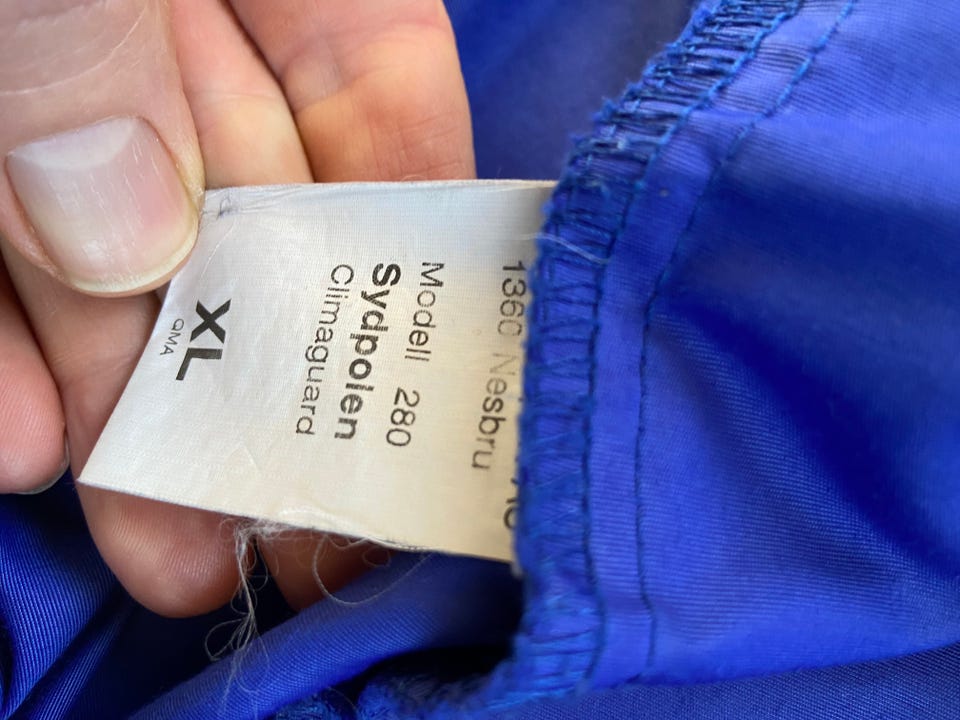 1360 Nesbru
Modell 280
Sydpolen
Climaguard
XL
QMA